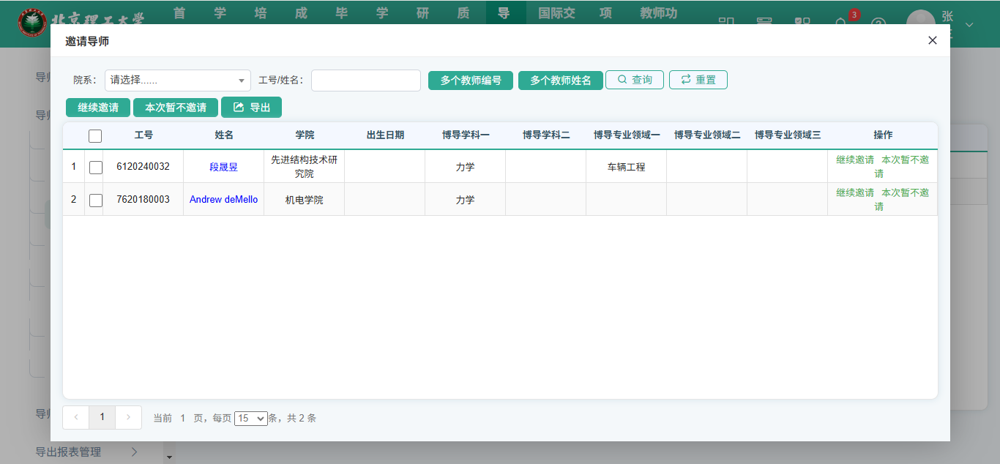 北京理工大学
首 学 培 成 毕 学 研 质 导 国际交 项 教师功
3
张
邀请导师
院系： 请选择...... 工号/姓名： 多个教师编号 多个教师姓名 查询 重置
继续邀请 本次暂不邀请 导出
工号 姓名 学院 出生日期 博导学科一 博导学科二 博导专业领域一 博导专业领域二 博导专业领域三 操作
1 6120240032 段晟昱 先进结构技术研究院 力学 车辆工程 继续邀请 本次暂不邀请
2 7620180003 Andrew deMello 机电学院 力学 继续邀请 本次暂不邀请
1 当前 1 页，每页 15 条，共 2 条
导出报表管理